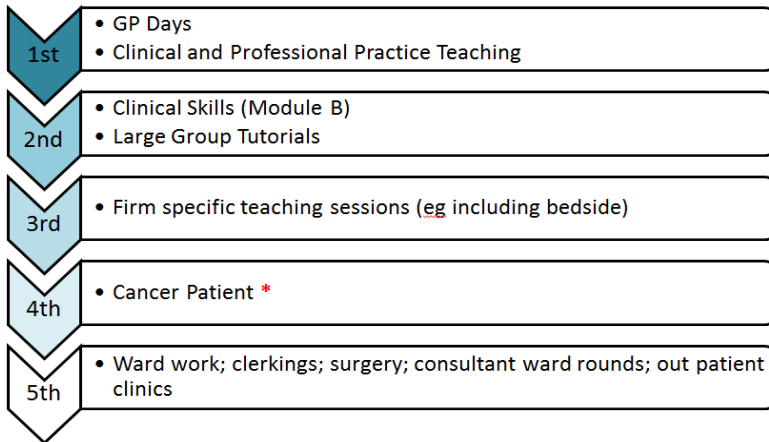 1st
• GP Days
• Clinical and Professional Practice Teaching
2nd
• Clinical Skills (Module B)
• Large Group Tutorials
3rd
• Firm specific teaching sessions (eg including bedside)
4th
• Cancer Patient *
5th
• Ward work; clerkings; surgery; consultant ward rounds; out patient
clinics